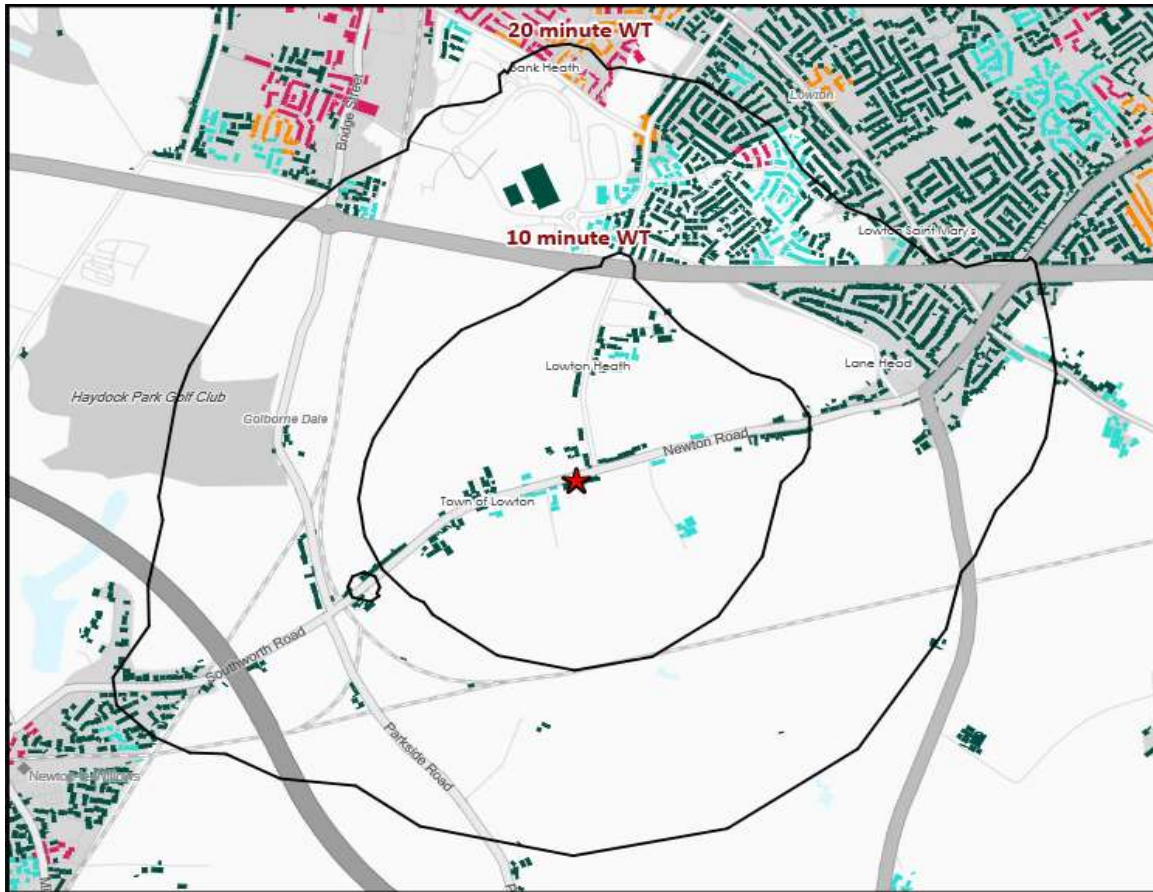 20 minute WT
Bank Heath
Bridge Street
Lowton
Lowton Saint Mary's
10 minute WT
Lane Head
Lowton Heath
Haydock Park Golf Club
Golborne Dale
Newton Road
Town of Lowton
Southworth Road
Parkside Road